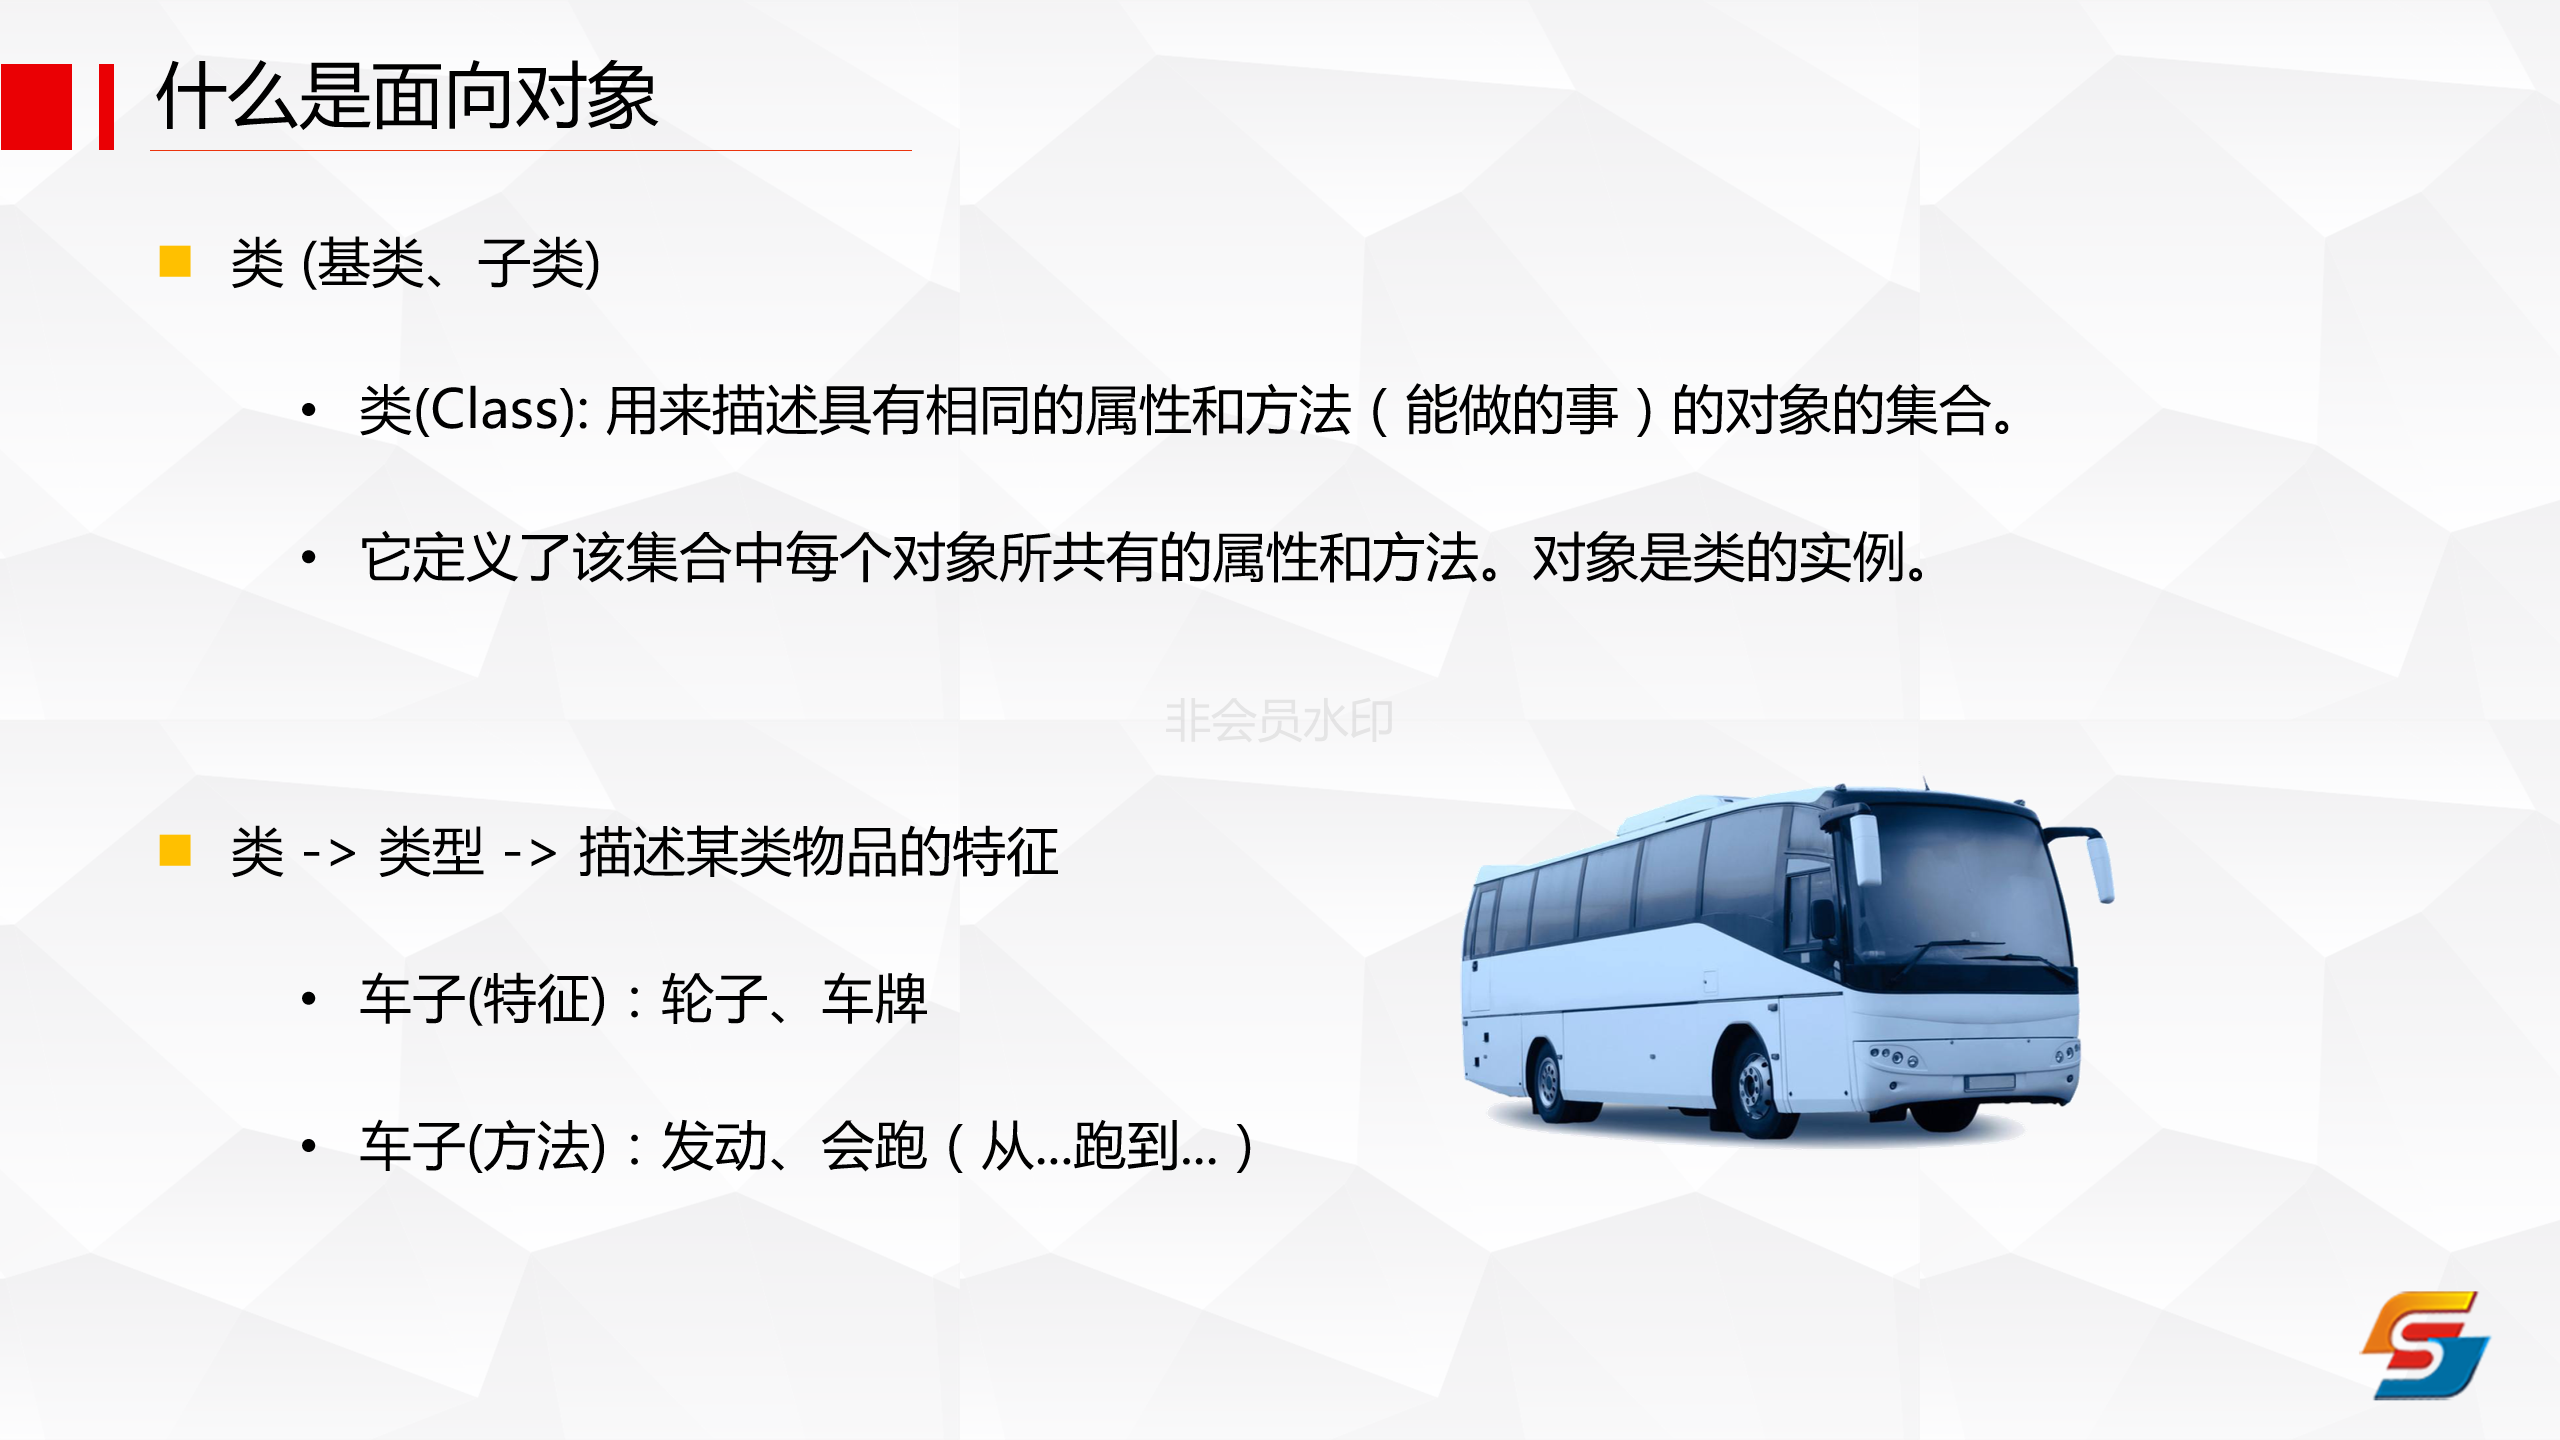 什么是面向对象
类 (基类、子类)
类(Class): 用来描述具有相同的属性和方法（能做的事）的对象的集合。
它定义了该集合中每个对象所共有的属性和方法。对象是类的实例。
非会员水印
类 -> 类型 -> 描述某类物品的特征
车子(特征)：轮子、车牌
车子(方法)：发动、会跑（从...跑到...）